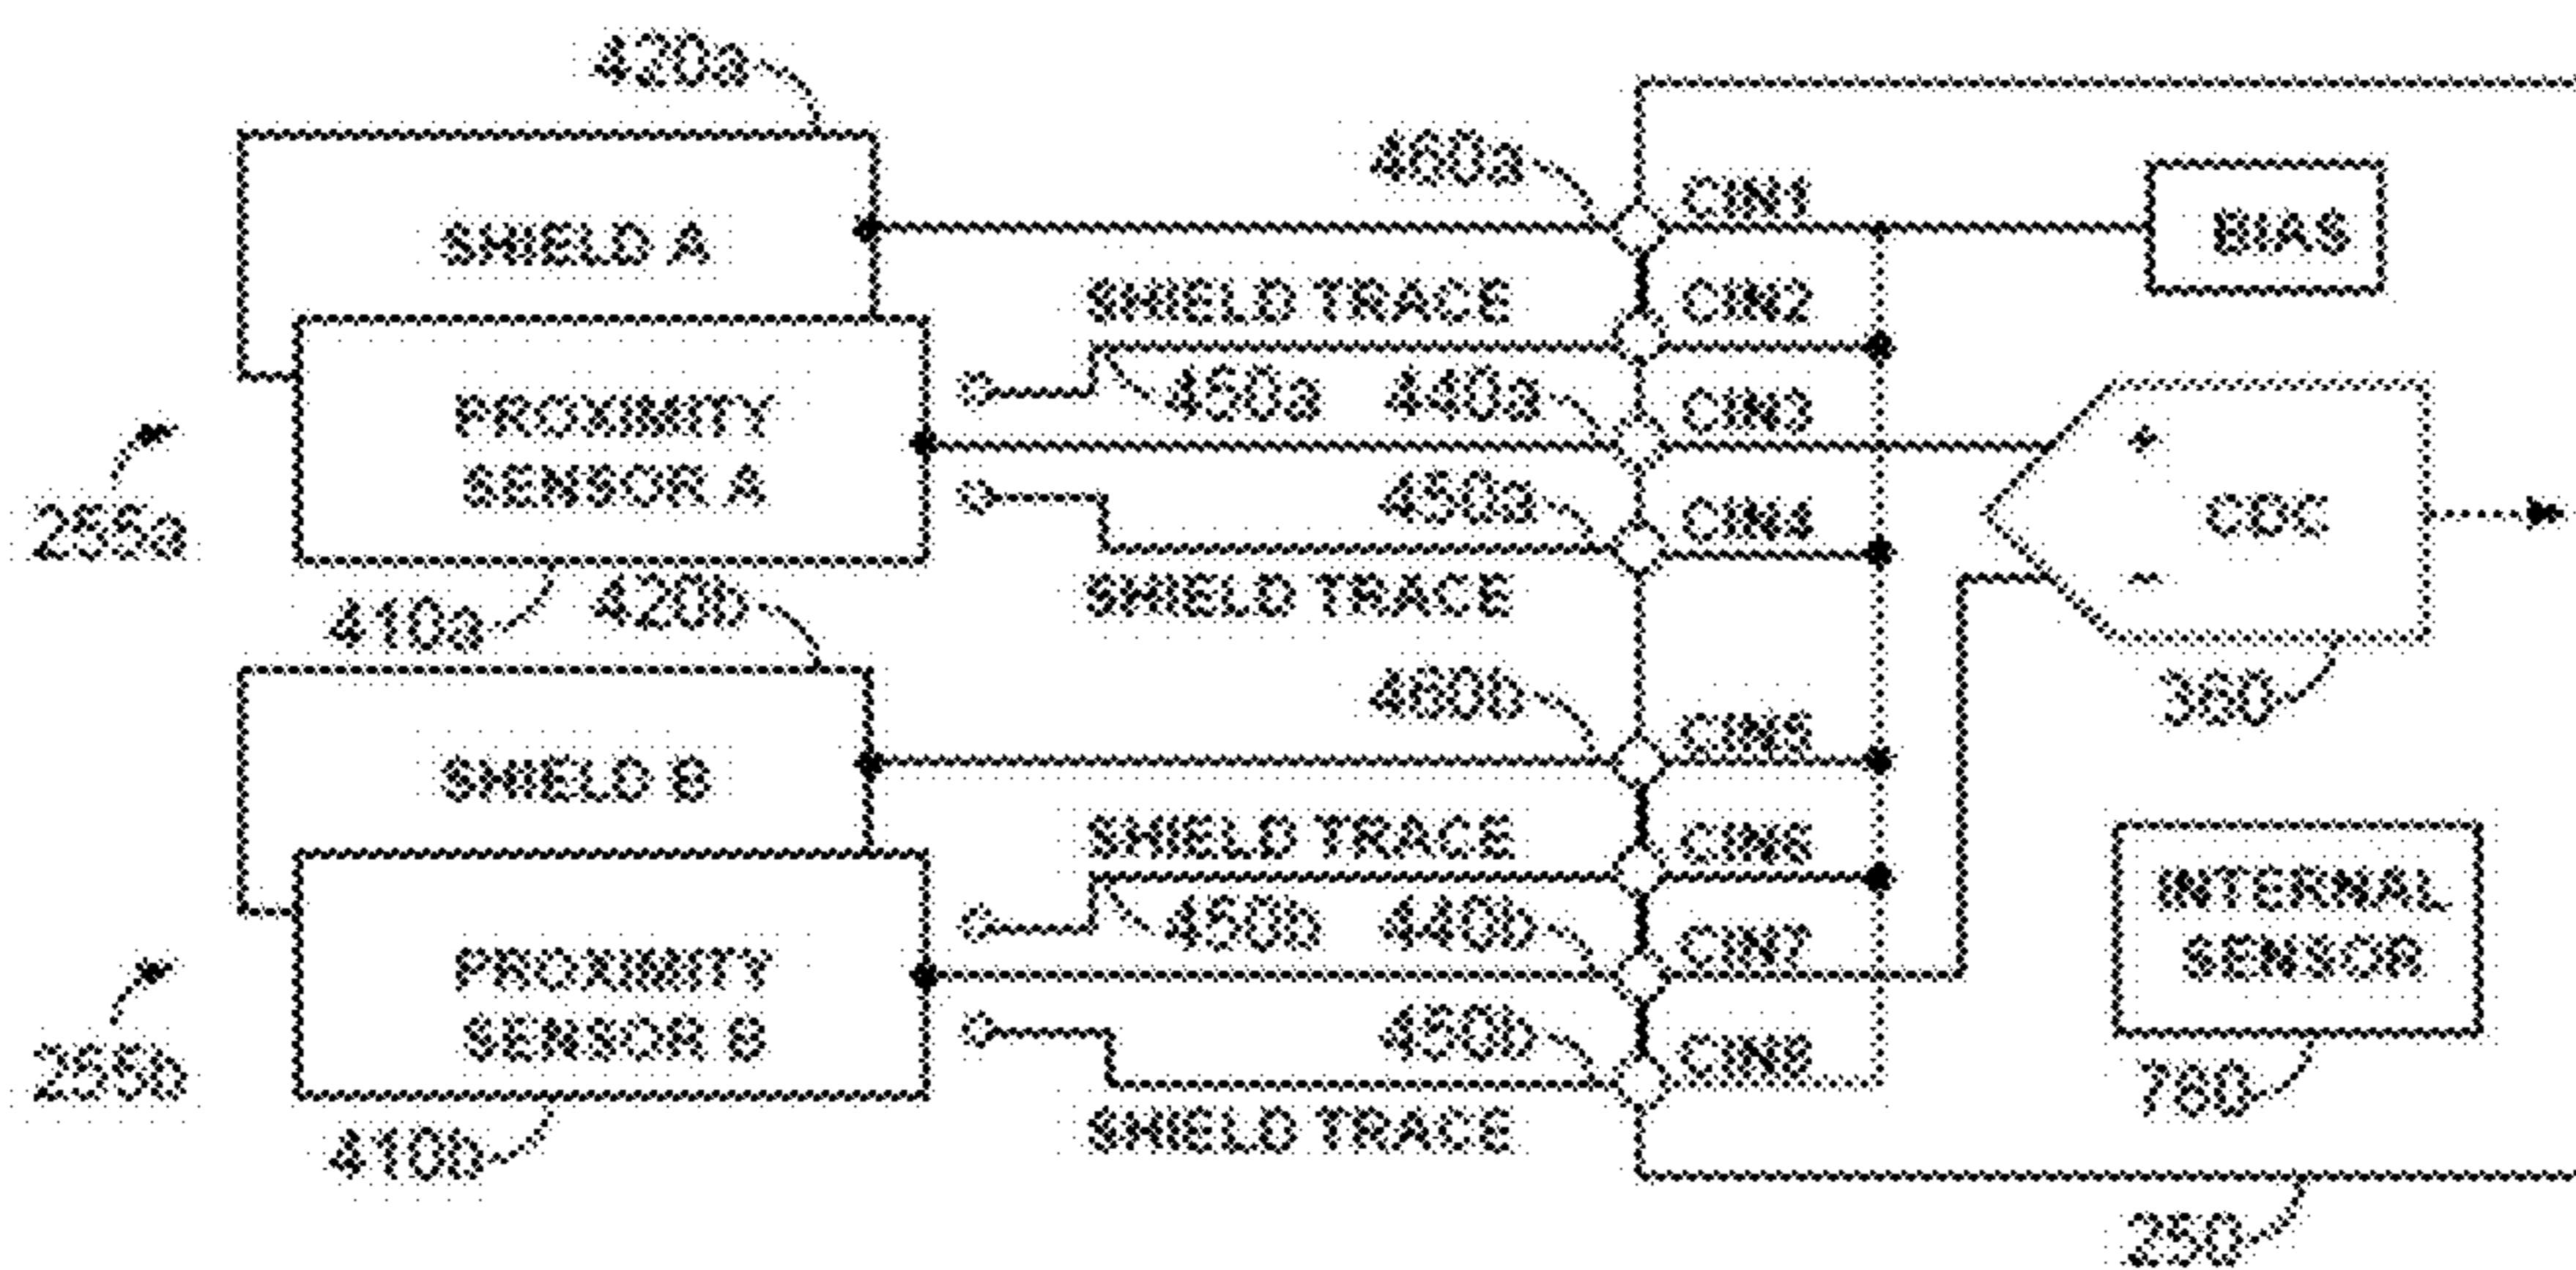 420a
460a
CIN1
SHIELD A
BIAS
SHIELD TRACE
CIN2
450a
440a
CIN3
PROXIMITY
SENSOR A
255a
450a
CIN4
CDC
+
−
SHIELD TRACE
410a
420b
460b
CIN5
360
SHIELD B
SHIELD TRACE
CIN6
INTERNAL
SENSOR
450b
440b
CIN7
PROXIMITY
SENSOR B
255b
450b
CIN8
760
SHIELD TRACE
410b
250